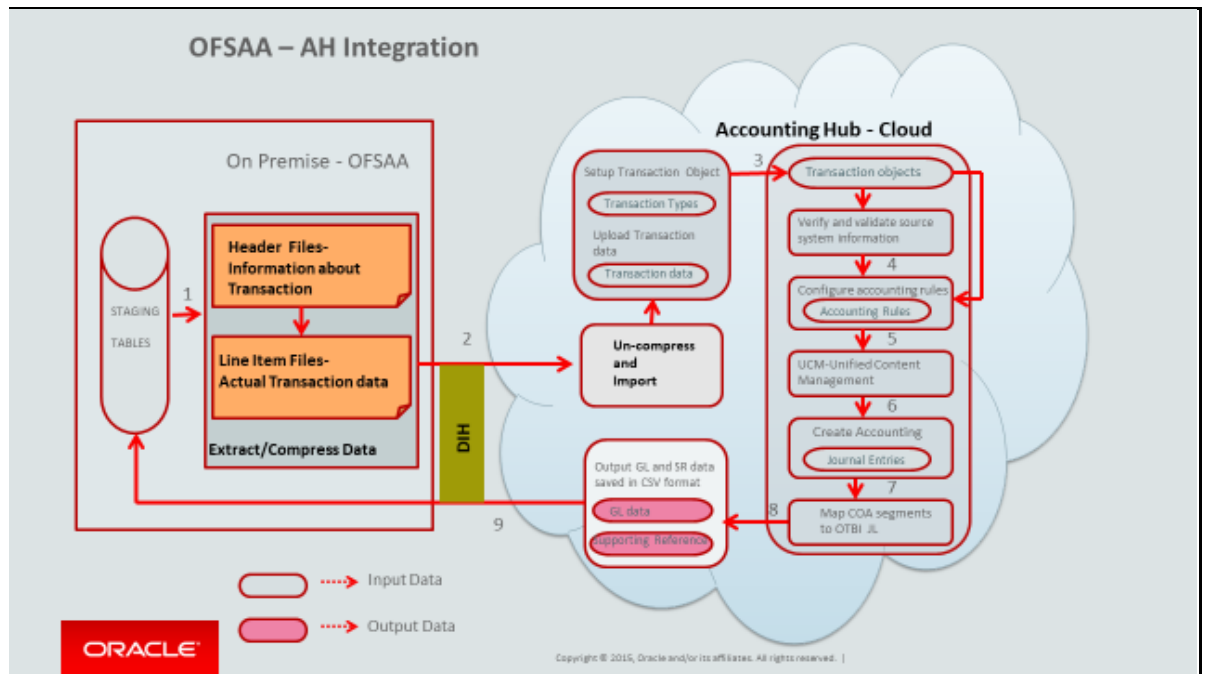 OFSAA – AH Integration
On Premise - OFSAA
STAGING
TABLES
1
Header Files-
Information about
Transaction
Line Item Files-
Actual Transaction data
Extract/Compress Data
2
DIH
9
Accounting Hub - Cloud
Setup Transaction Object
Transaction Types
Upload Transaction
data
Transaction data
Un-compress
and
Import
3
Transaction objects
Verify and validate source
system information
4
Configure accounting rules
Accounting Rules
5
UCM-Unified Content
Management
6
Create Accounting
Journal Entries
7
Map COA segments
to OTBI JL
8
Output GL and SR data
saved in CSV format
GL data
Supporting Reference
Input Data
Output Data
ORACLE
Copyright © 2015, Oracle and/or its affiliates. All rights reserved. |